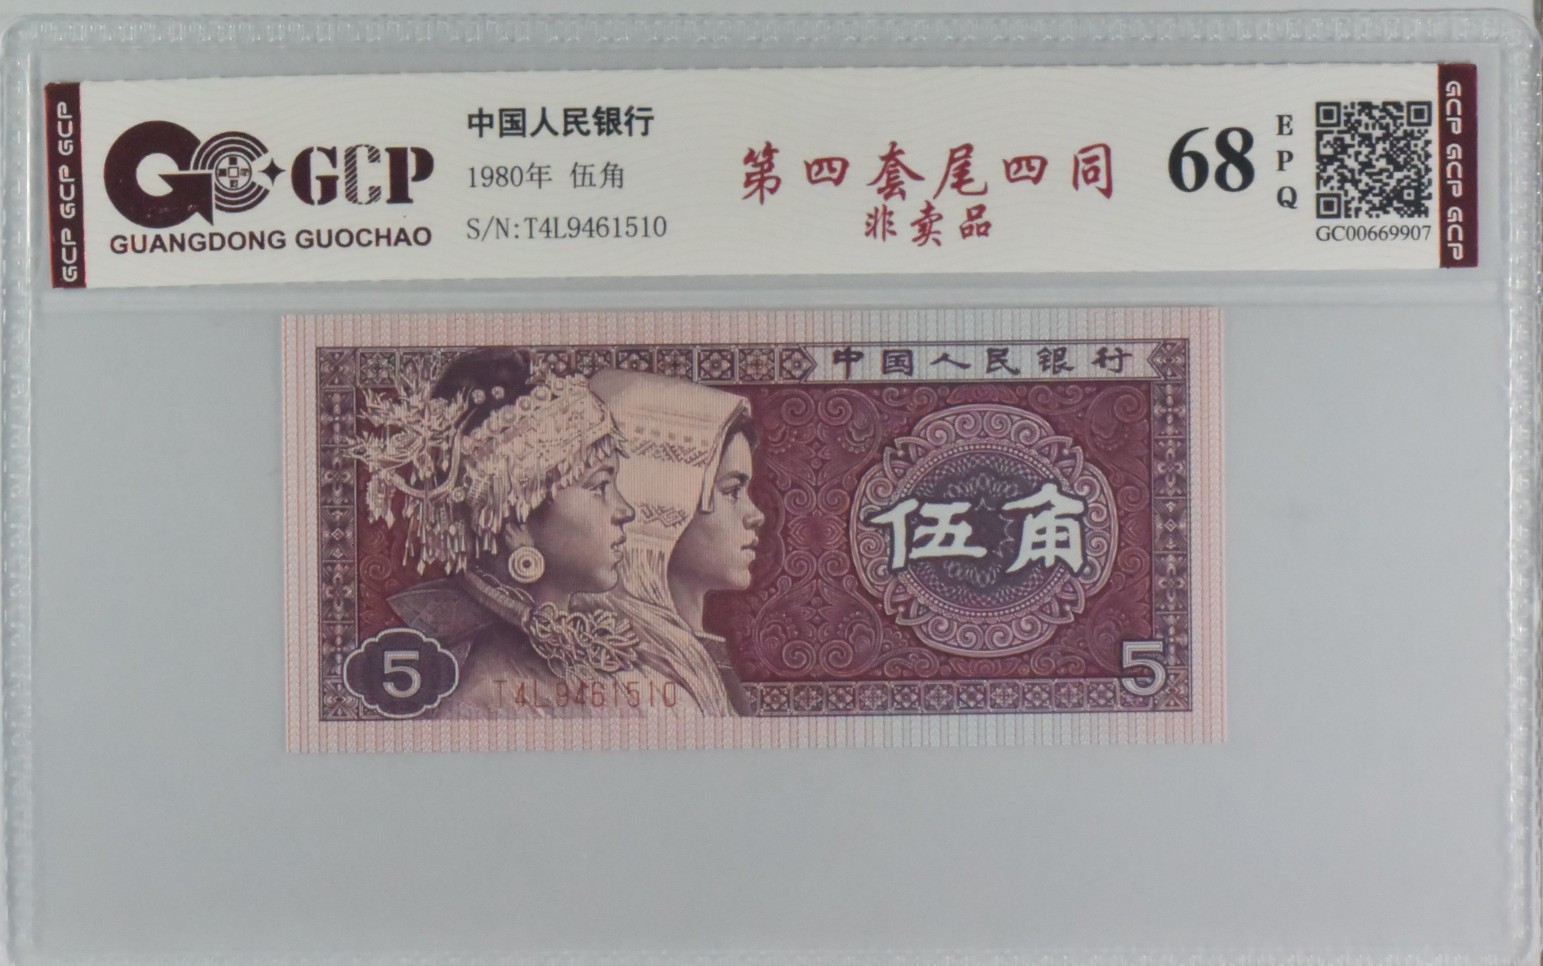 GCP GCP GCP
GCP
GUANGDONG GUOCHAO
中国人民银行
1980年 伍角
S/N:T4L9461510
第四套尾四同
非卖品
68
EPQ
GC00669907
GCP GCP GCP
中国人民银行
伍角
5
T4L9461510
5